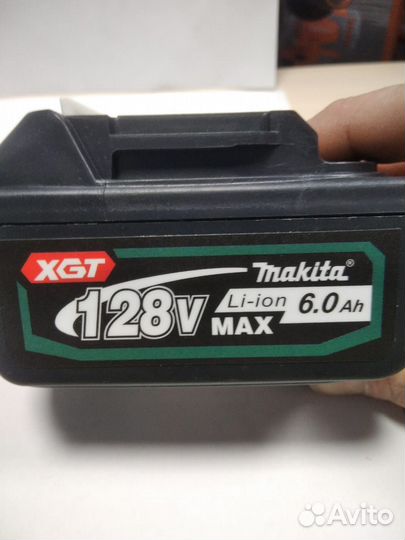 XGT
makita®
128V
Li-ion 6.0Ah
MAX
Avito